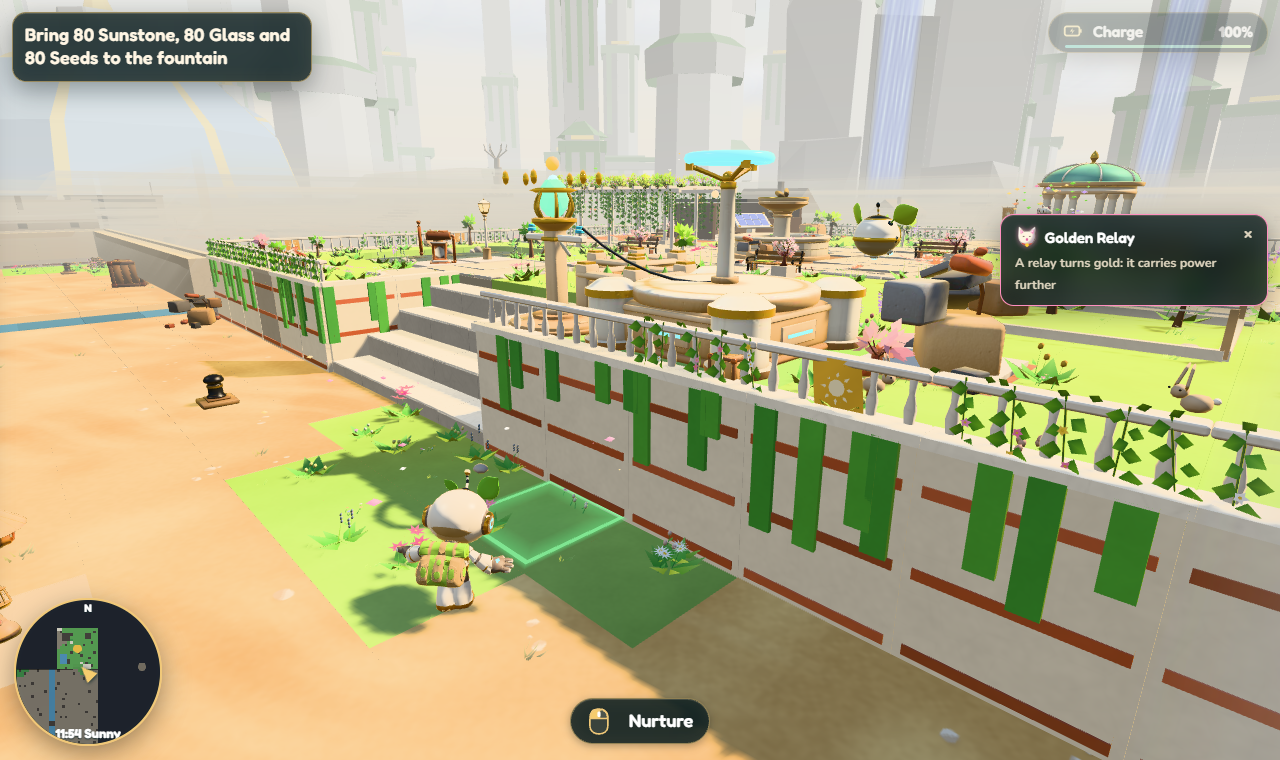 Bring 80 Sunstone, 80 Glass and
80 Seeds to the fountain
Charge 100%
Golden Relay
A relay turns gold: it carries power
further
N
11:54 Sunny
Nurture